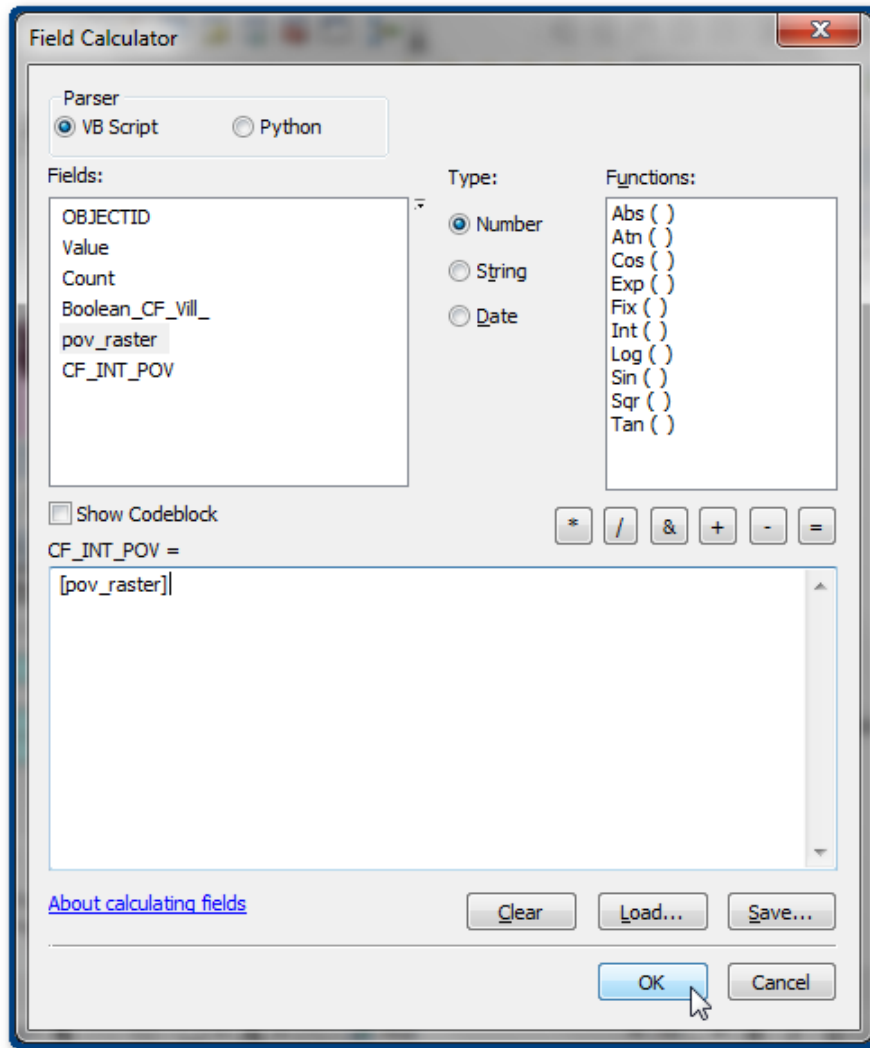 Field Calculator
Parser
VB Script Python
Fields:
OBJECTID
Value
Count
Boolean_CF_Vill_
pov_raster
CF_INT_POV
Type:
Number
String
Date
Functions:
Abs ( )
Atn ( )
Cos ( )
Exp ( )
Fix ( )
Int ( )
Log ( )
Sin ( )
Sqr ( )
Tan ( )
Show Codeblock
* / & + - =
CF_INT_POV =
[pov_raster]
About calculating fields
Clear Load... Save...
OK Cancel